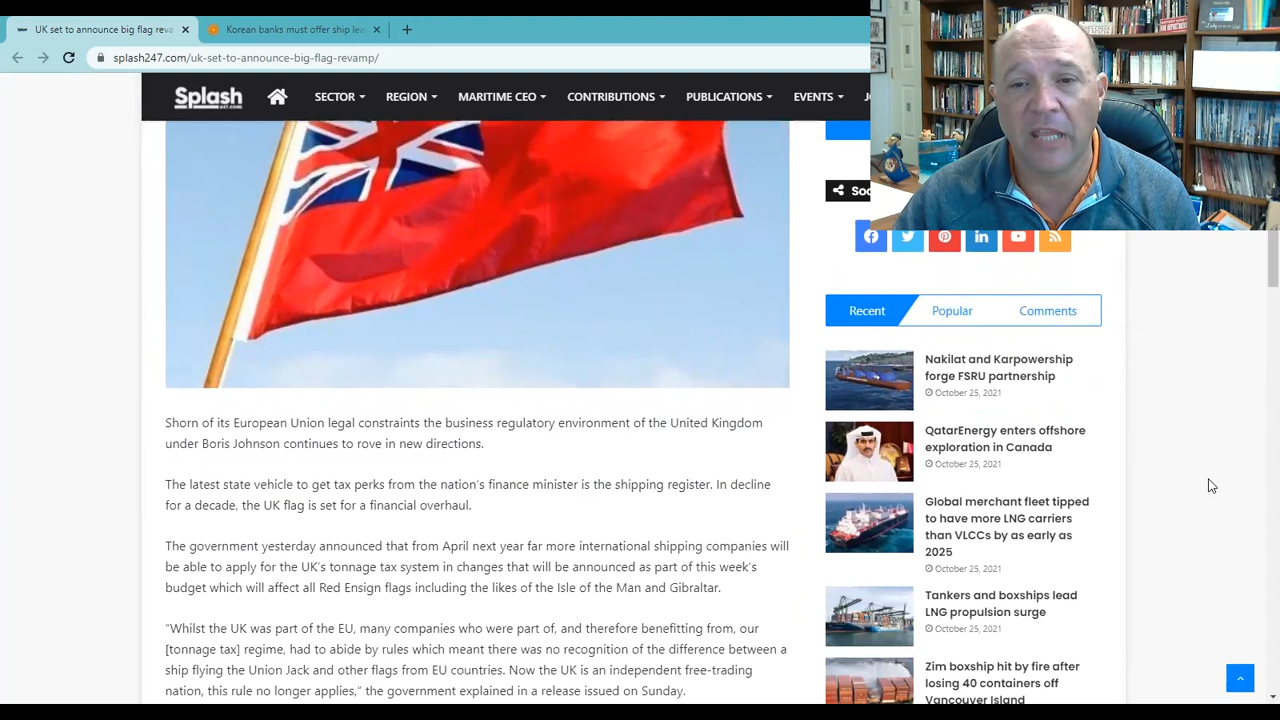 UK set to announce big flag reva
Korean banks must offer ship lea
splash247.com/uk-set-to-announce-big-flag-revamp/
Splash
SECTOR
REGION
MARITIME CEO
CONTRIBUTIONS
PUBLICATIONS
EVENTS
Soc
Recent
Popular
Comments
Shorn of its European Union legal constraints the business regulatory environment of the United Kingdom
under Boris Johnson continues to rove in new directions.
The latest state vehicle to get tax perks from the nation's finance minister is the shipping register. In decline
for a decade, the UK flag is set for a financial overhaul.
The government yesterday announced that from April next year far more international shipping companies will
be able to apply for the UK's tonnage tax system in changes that will be announced as part of this week's
budget which will affect all Red Ensign flags including the likes of the Isle of the Man and Gibraltar.
"Whilst the UK was part of the EU, many companies who were part of, and therefore benefitting from, our
[tonnage tax] regime, had to abide by rules which meant there was no recognition of the difference between a
ship flying the Union Jack and other flags from EU countries. Now the UK is an independent free-trading
nation, this rule no longer applies," the government explained in a release issued on Sunday.
Nakilat and Karpowership
forge FSRU partnership
October 25, 2021
QatarEnergy enters offshore
exploration in Canada
October 25, 2021
Global merchant fleet tipped
to have more LNG carriers
than VLCCs by as early as
2025
October 25, 2021
Tankers and boxships lead
LNG propulsion surge
October 25, 2021
Zim boxship hit by fire after
losing 40 containers off
Vancouver Island